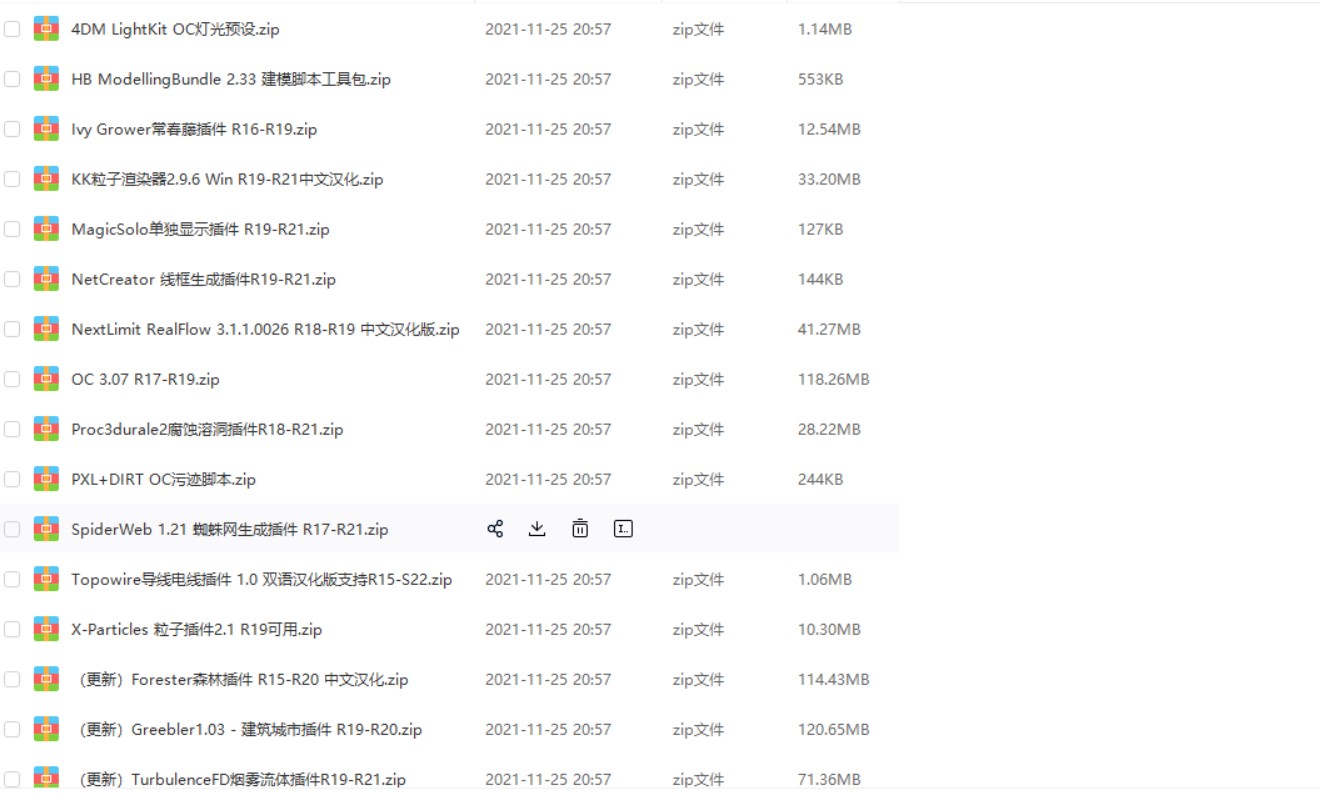 4DM LightKit OC灯光预设.zip 2021-11-25 20:57 zip文件 1.14MB
HB ModellingBundle 2.33 建模脚本工具包.zip 2021-11-25 20:57 zip文件 553KB
Ivy Grower常春藤插件 R16-R19.zip 2021-11-25 20:57 zip文件 12.54MB
KK粒子渲染器2.9.6 Win R19-R21中文汉化.zip 2021-11-25 20:57 zip文件 33.20MB
MagicSolo单独显示插件 R19-R21.zip 2021-11-25 20:57 zip文件 127KB
NetCreator 线框生成插件R19-R21.zip 2021-11-25 20:57 zip文件 144KB
NextLimit RealFlow 3.1.1.0026 R18-R19 中文汉化版.zip 2021-11-25 20:57 zip文件 41.27MB
OC 3.07 R17-R19.zip 2021-11-25 20:57 zip文件 118.26MB
Proc3durale2腐蚀溶洞插件R18-R21.zip 2021-11-25 20:57 zip文件 28.22MB
PXL+DIRT OC污迹脚本.zip 2021-11-25 20:57 zip文件 244KB
SpiderWeb 1.21 蜘蛛网生成插件 R17-R21.zip
Topowire导线电线插件 1.0 双语汉化版支持R15-S22.zip 2021-11-25 20:57 zip文件 1.06MB
X-Particles 粒子插件2.1 R19可用.zip 2021-11-25 20:57 zip文件 10.30MB
（更新）Forester森林插件 R15-R20 中文汉化.zip 2021-11-25 20:57 zip文件 114.43MB
（更新）Greebler1.03 - 建筑城市插件 R19-R20.zip 2021-11-25 20:57 zip文件 120.65MB
（更新）TurbulenceFD烟雾流体插件R19-R21.zip 2021-11-25 20:57 zip文件 71.36MB